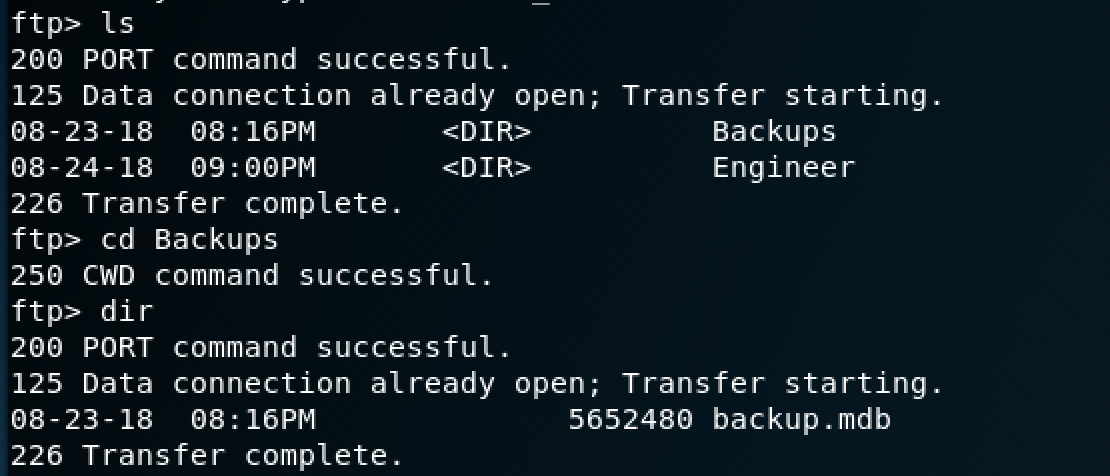 ftp> ls
200 PORT command successful.
125 Data connection already open; Transfer starting.
08-23-18  08:16PM       <DIR>          Backups
08-24-18  09:00PM       <DIR>          Engineer
226 Transfer complete.
ftp> cd Backups
250 CWD command successful.
ftp> dir
200 PORT command successful.
125 Data connection already open; Transfer starting.
08-23-18  08:16PM              5652480 backup.mdb
226 Transfer complete.